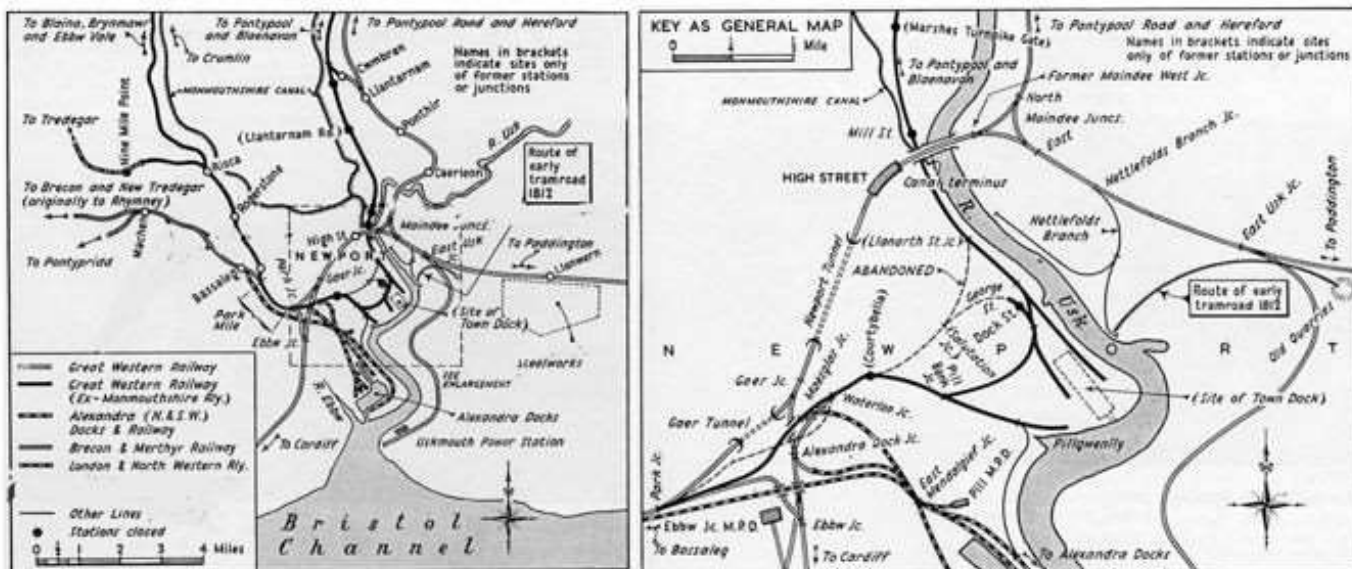 To Blaina, Brynmawr
and Ebbw Vale
To Pontypool
and Blaenavon
To Pontypool Road and Hereford
To Crumlin
Cwmbran
Names in brackets
indicate sites only
of former stations
or junctions
Llantarnam
MONMOUTHSHIRE CANAL
Ponthir
To Tredegar
Nine Mile Point
(Llantarnam Rd.)
R. Usk
Risca
Caerleon
Route of
early
tramroad
1812
To Brecon and New Tredegar
(originally to Rhymney)
Rogerstone
Machen
Maindee Juncs.
High St.
East Usk
To Paddington
NEWPORT
Llanwern
To Pontypridd
Bassaleg
Park Jc.
Gaer Jc.
Park
Mile
(Site of
Town Dock)
Ebbw Jc.
Steelworks
SEE
ENLARGEMENT
R. Ebbw
Alexandra Docks
To Cardiff
Uskmouth Power Station
Great Western Railway
Great Western Railway
(Ex-Monmouthshire Rly.)
Alexandra (N.& S.W.)
Docks & Railway
Brecon & Merthyr Railway
London & North Western Rly.
Other Lines
Stations closed
0 1 2 4 Miles
N
Bristol
Channel
KEY AS GENERAL MAP
0 1
Mile
(Marshes Turnpike Gate)
To Pontypool Road and Hereford
Names in brackets indicate sites
only of former stations or junctions
To Pontypool and
Blaenavon
Former Maindee West Jc.
MONMOUTHSHIRE CANAL
North
Maindee Juncs.
Mill St.
East
Nettlefolds Branch Jc.
HIGH STREET
Canal terminus
R. Usk
East Usk Jc.
To Paddington
Nettlefolds
Branch
(Llanarth St. Jc.)
Newport Tunnel
ABANDONED
George
St.
Route of early
tramroad 1812
Dock St.
(Courtybella)
(Salutation
Jc.)
Old Quarries
N E W P O R T
Maesglas Jc.
Pill
Bank
Jc.
Gaer Jc.
Waterloo Jc.
(Site of Town Dock)
Gaer Tunnel
Alexandra Dock Jc.
Pillgwenlly
Park Jc.
East
Mendalgief Jc.
Pill M.P.D.
Ebbw Jc. M.P.D.
Ebbw Jc.
To Bassaleg
To Cardiff
To Alexandra Docks